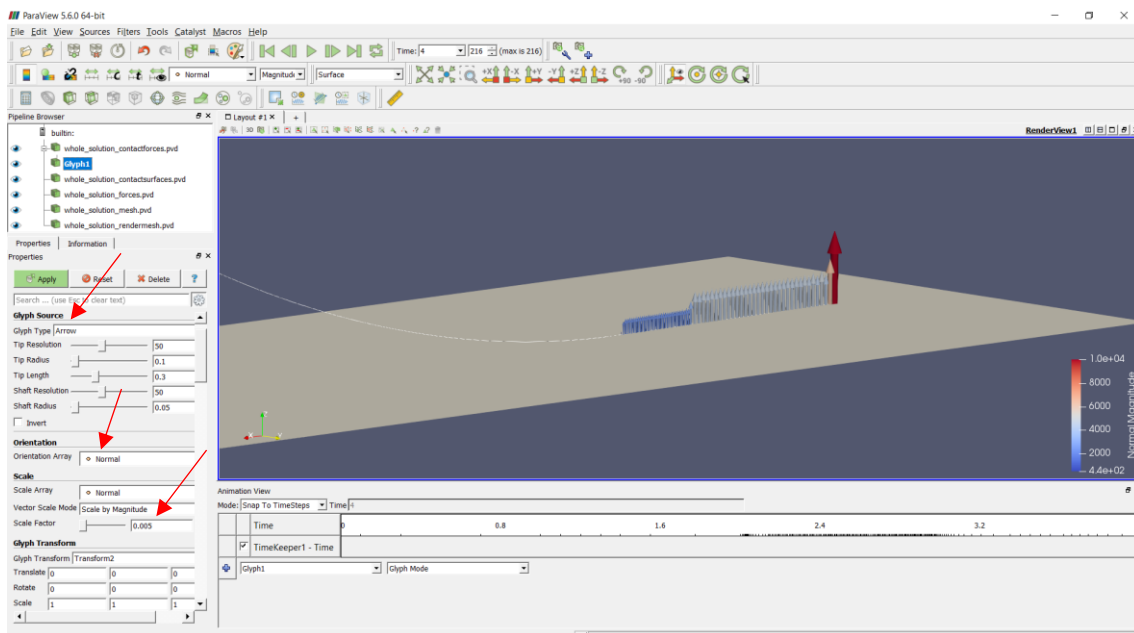 ParaView 5.6.0 64-bit
File Edit View Sources Filters Tools Catalyst Macros Help
Time: 4 216 (max is 216)
Normal Magnitude Surface +X -X +Y -Y +Z -Z +90 -90
Pipeline Browser
Layout #1
+
builtin:
3D
RenderView1
whole_solution_contactforces.pvd
Glyph1
whole_solution_contactsurfaces.pvd
whole_solution_forces.pvd
whole_solution_mesh.pvd
whole_solution_rendermesh.pvd
Properties Information
Properties
Apply Reset Delete ?
Search ... (use Esc to clear text)
Glyph Source
Glyph Type Arrow
Tip Resolution 50
Tip Radius 0.1
Tip Length 0.3
Shaft Resolution 50
Shaft Radius 0.05
Invert
Orientation
Orientation Array Normal
Scale
Scale Array Normal
Vector Scale Mode Scale by Magnitude
Scale Factor 0.005
Glyph Transform
Glyph Transform Transform2
Translate 0 0 0
Rotate 0 0 0
Scale 1 1 1
X Y Z
1.0e+04
8000
6000
4000
2000
4.4e+02
Normal Magnitude
Animation View
Mode: Snap To TimeSteps Time:
Time 0 0.8 1.6 2.4 3.2
TimeKeeper1 - Time
Glyph1 Glyph Mode